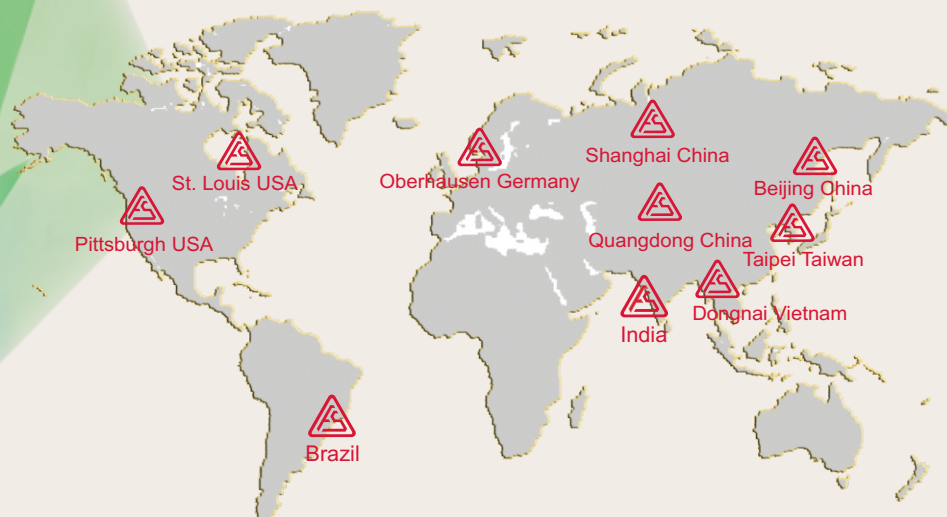 Shanghai China
St. Louis USA
Oberhausen Germany
Beijing China
Pittsburgh USA
Quangdong China
Taipei Taiwan
Dongnai Vietnam
India
Brazil